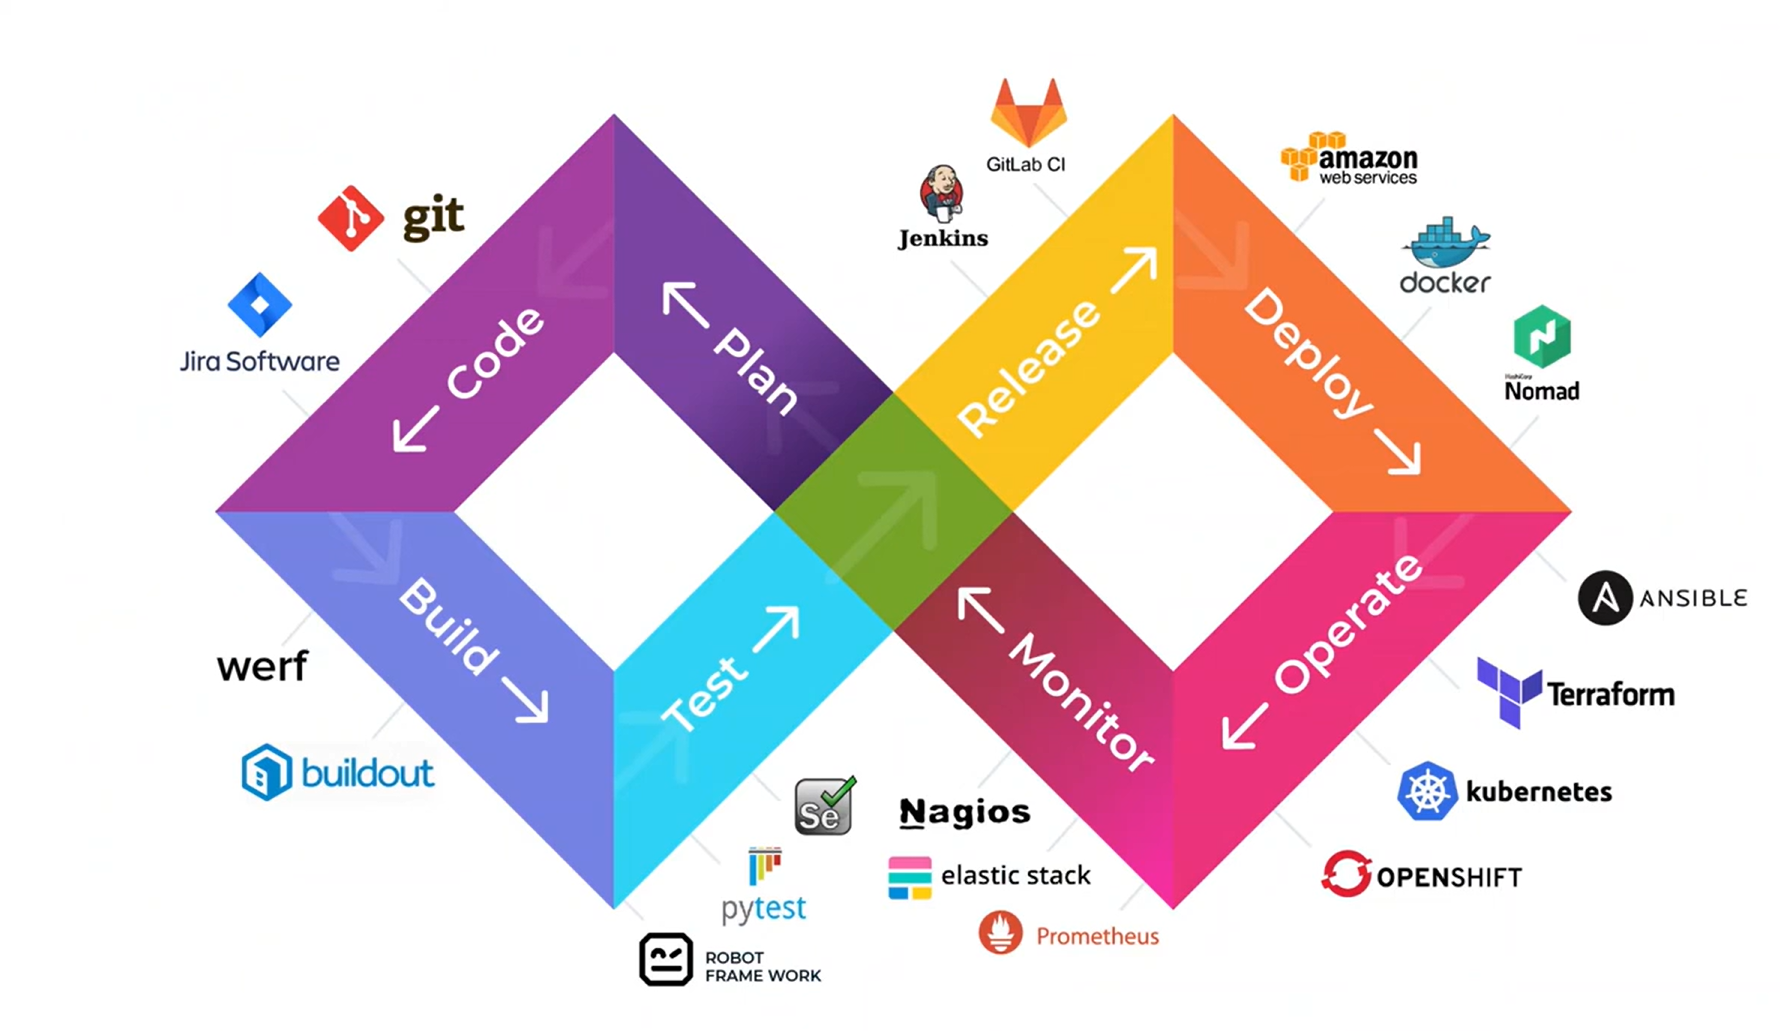 GitLab CI
Jenkins
amazon
web services
git
docker
Jira Software
HashiCorp
Nomad
Code
Plan
Release
Deploy
Build
Test
Monitor
Operate
ANSIBLE
werf
Terraform
buildout
kubernetes
Se
Nagios
elastic stack
OPENSHIFT
pytest
Prometheus
ROBOT
FRAME WORK